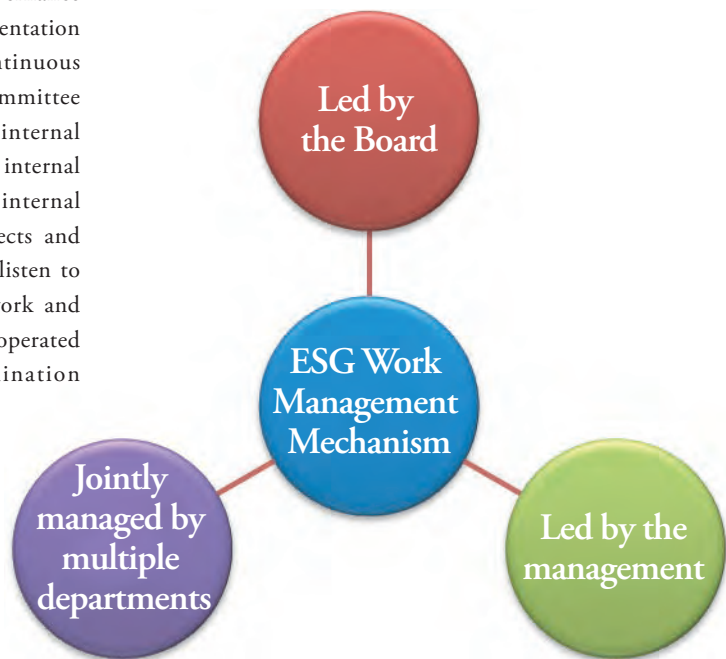 entation
ntinuous
mmittee
internal
internal
internal
ects and
listen to
ork and
operated
ination
Led by
the Board
ESG Work
Management
Mechanism
Jointly
managed by
multiple
departments
Led by the
management